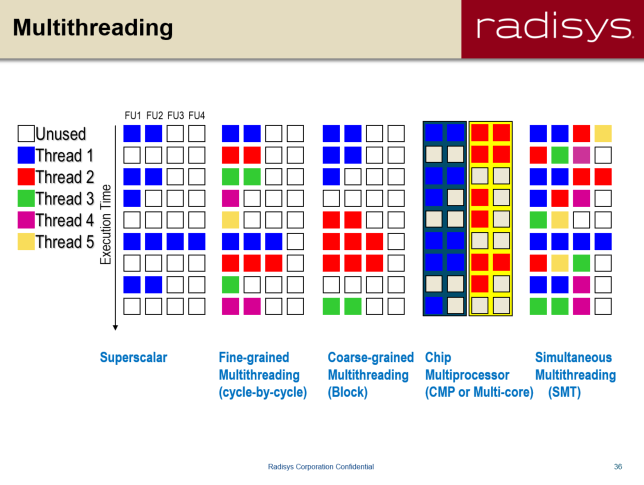 Multithreading
radisys.
FU1 FU2 FU3 FU4
Unused
Thread 1
Thread 2
Thread 3
Thread 4
Thread 5
Execution Time
Superscalar
Fine-grained
Multithreading
(cycle-by-cycle)
Coarse-grained
Multithreading
(Block)
Chip
Multiprocessor
(CMP or Multi-core)
Simultaneous
Multithreading
(SMT)
Radisys Corporation Confidential
36